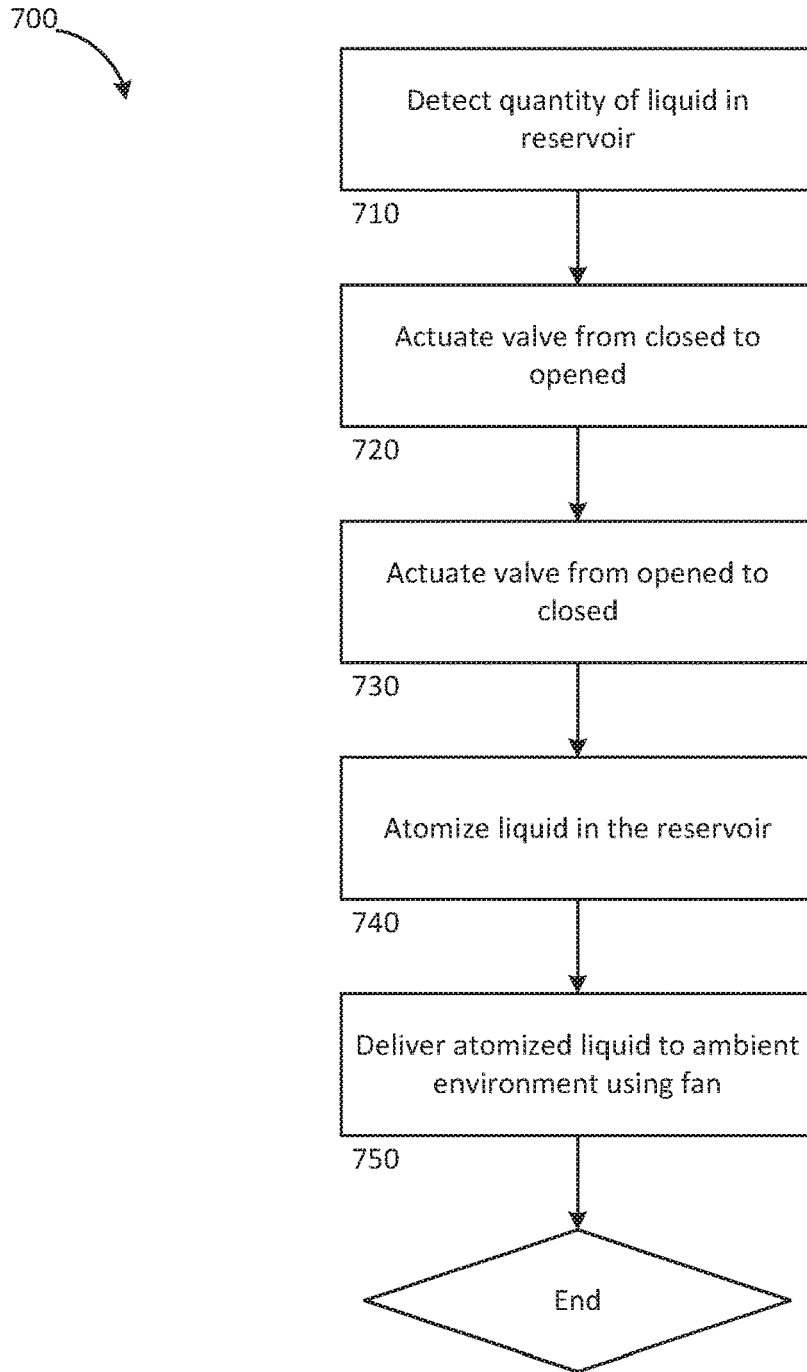 700
Detect quantity of liquid in
reservoir
710
Actuate valve from closed to
opened
720
Actuate valve from opened to
closed
730
Atomize liquid in the reservoir
740
Deliver atomized liquid to ambient
environment using fan
750
End